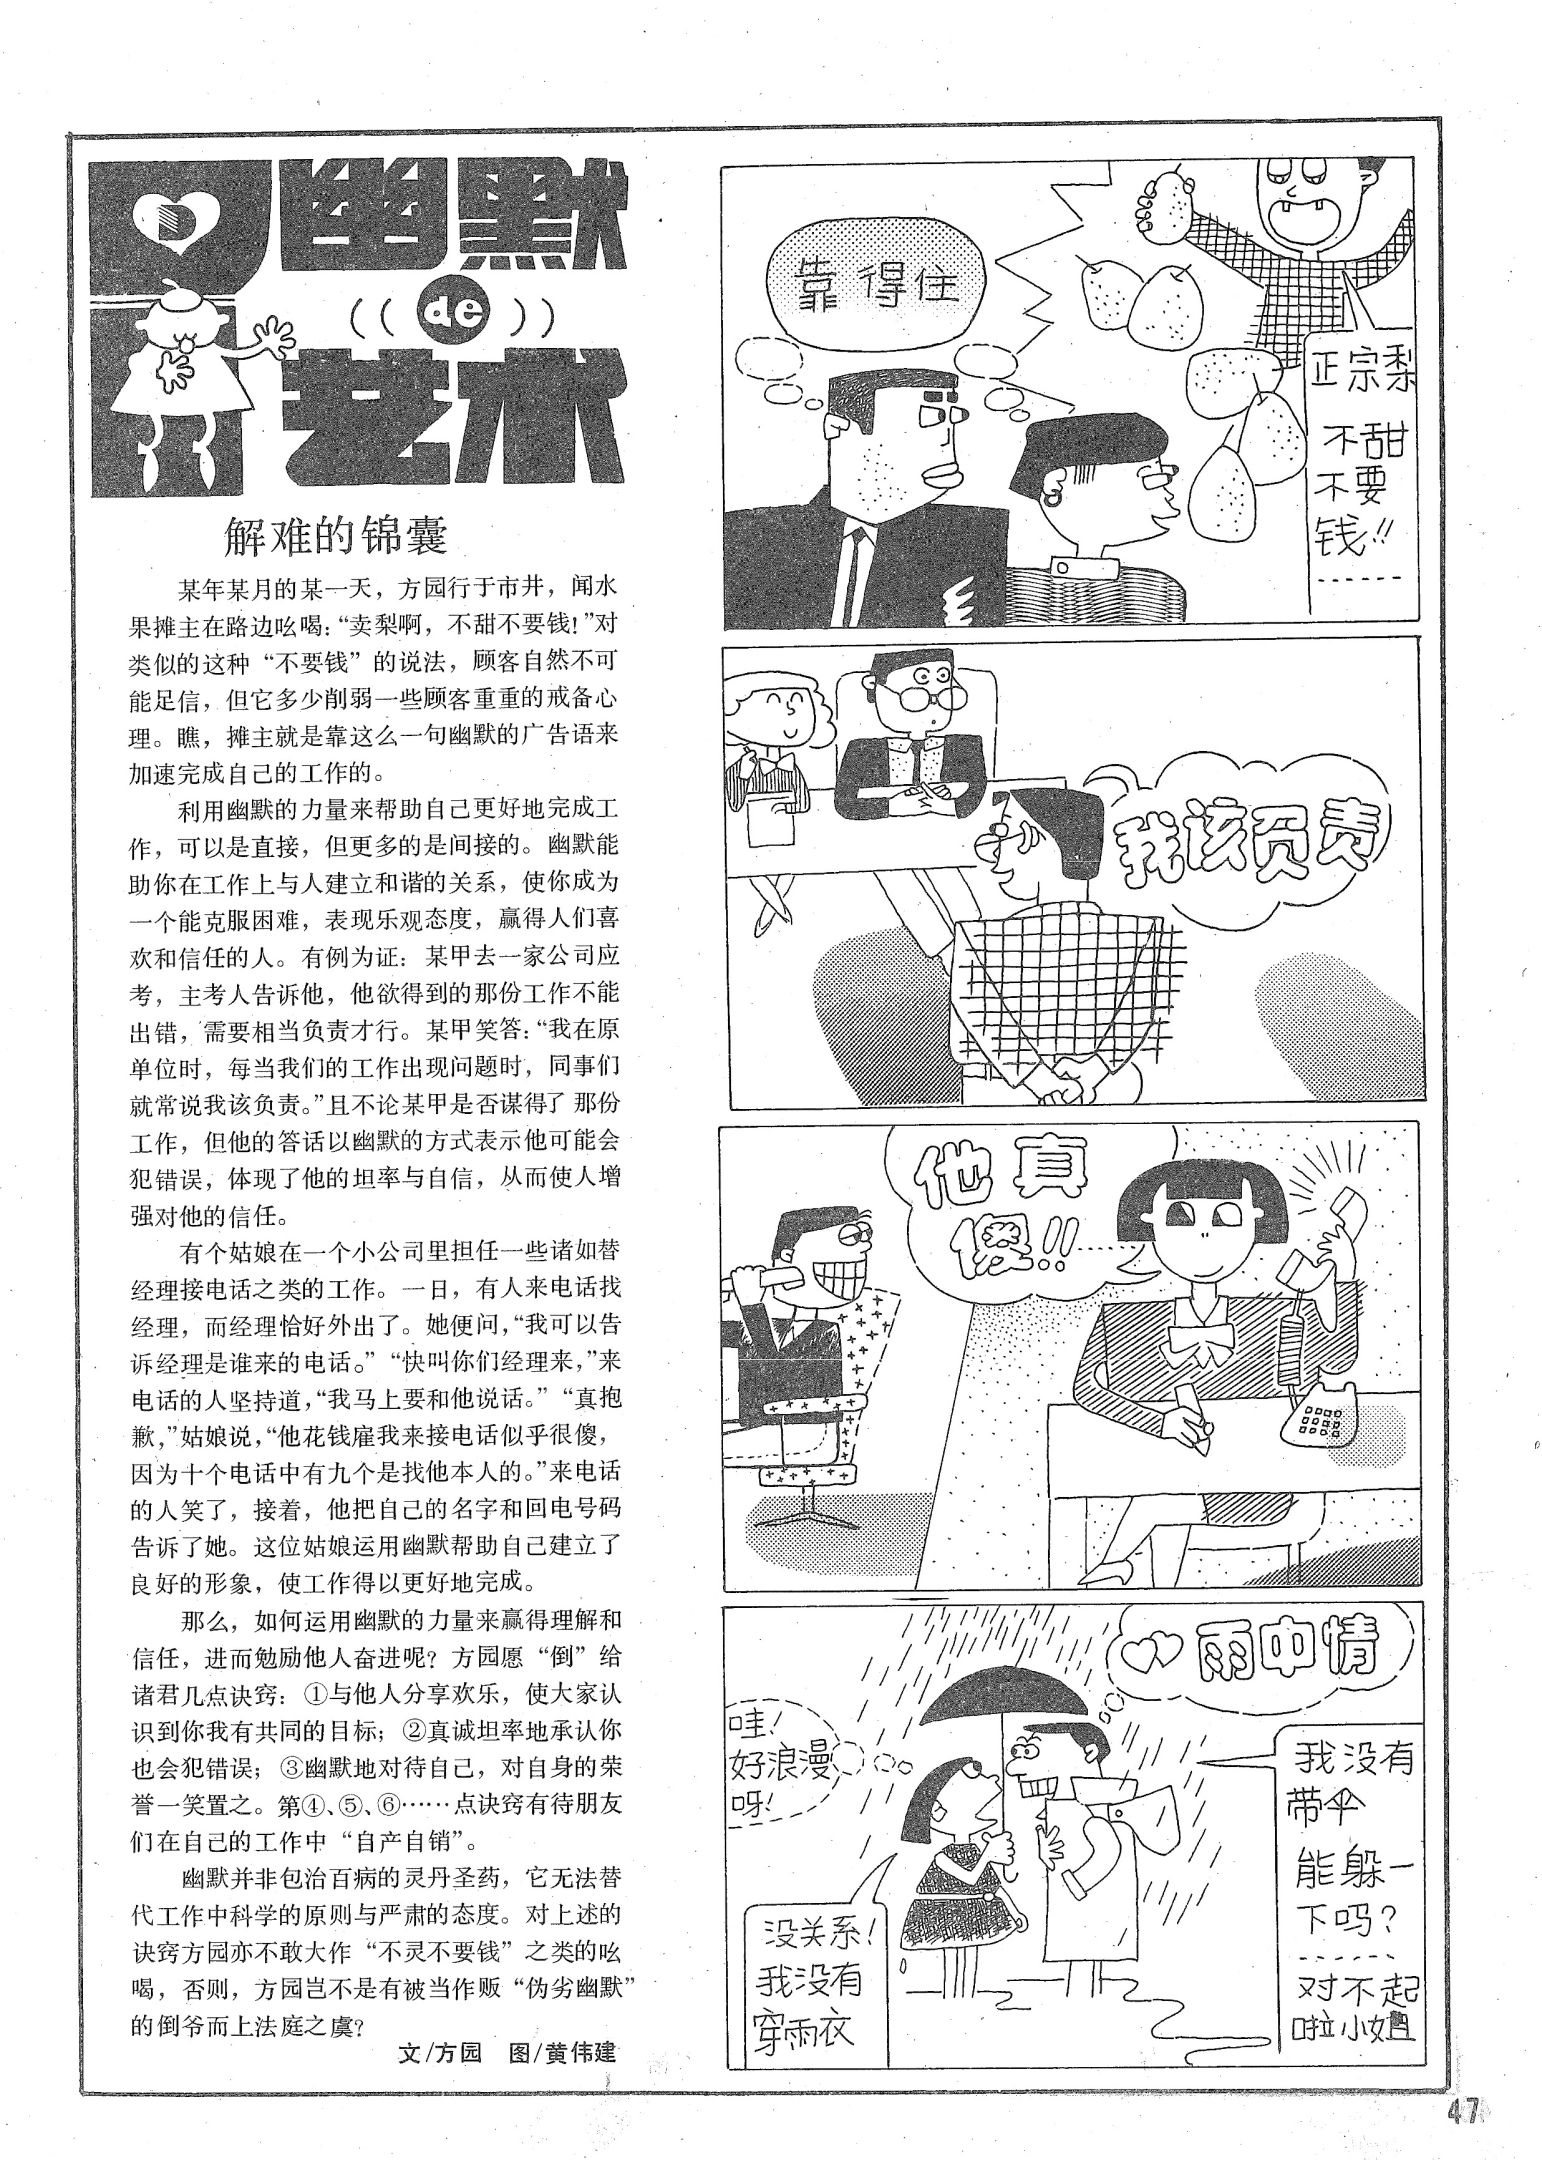 幽默
de
艺术
解难的锦囊
某年某月的某一天，方园行于市井，闻水
果摊主在路边吆喝：“卖梨啊，不甜不要钱！”对
类似的这种“不要钱”的说法，顾客自然不可
能足信，但它多少削弱一些顾客重重的戒备心
理。瞧，摊主就是靠这么一句幽默的广告语来
加速完成自己的工作的。
利用幽默的力量来帮助自己更好地完成工
作，可以是直接，但更多的是间接的。幽默能
助你在工作上与人建立和谐的关系，使你成为
一个能克服困难，表现乐观态度，赢得人们喜
欢和信任的人。有例为证：某甲去一家公司应
考，主考人告诉他，他欲得到的那份工作不能
出错，需要相当负责才行。某甲笑答：“我在原
单位时，每当我们的工作出现问题时，同事们
就常说我该负责。”且不论某甲是否谋得了那份
工作，但他的答话以幽默的方式表示他可能会
犯错误，体现了他的坦率与自信，从而使人增
强对他的信任。
有个姑娘在一个小公司里担任一些诸如替
经理接电话之类的工作。一日，有人来电话找
经理，而经理恰好外出了。她便问，“我可以告
诉经理是谁来的电话。”“快叫你们经理来，”来
电话的人坚持道，“我马上要和他说话。”“真抱
歉，”姑娘说，“他花钱雇我来接电话似乎很傻，
因为十个电话中有九个是找他本人的。”来电话
的人笑了，接着，他把自己的名字和回电号码
告诉了她。这位姑娘运用幽默帮助自己建立了
良好的形象，使工作得以更好地完成。
那么，如何运用幽默的力量来赢得理解和
信任，进而勉励他人奋进呢？方园愿“倒”给
诸君几点诀窍：①与他人分享欢乐，使大家认
识到你我有共同的目标；②真诚坦率地承认你
也会犯错误；③幽默地对待自己，对自身的荣
誉一笑置之。第④、⑤、⑥……点诀窍有待朋友
们在自己的工作中“自产自销”。
幽默并非包治百病的灵丹圣药，它无法替
代工作中科学的原则与严肃的态度。对上述的
诀窍方园亦不敢大作“不灵不要钱”之类的吆
喝，否则，方园岂不是有被当作贩“伪劣幽默”
的倒爷而上法庭之虞？
文/方园 图/黄伟建
靠得住
正宗梨
不甜
不要
钱！！
……
我该负责
他真
傻！！……
雨中情
哇！
好浪漫
呀！
我没有
带伞
能躲一
下吗？
……
对不起
啦小姐
没关系！
我没有
穿雨衣
47